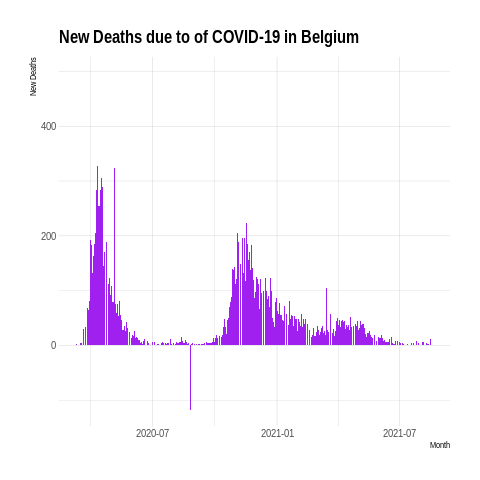 New Deaths due to of COVID-19 in Belgium
New Deaths
400
200
0
2020-07
2021-01
2021-07
Month